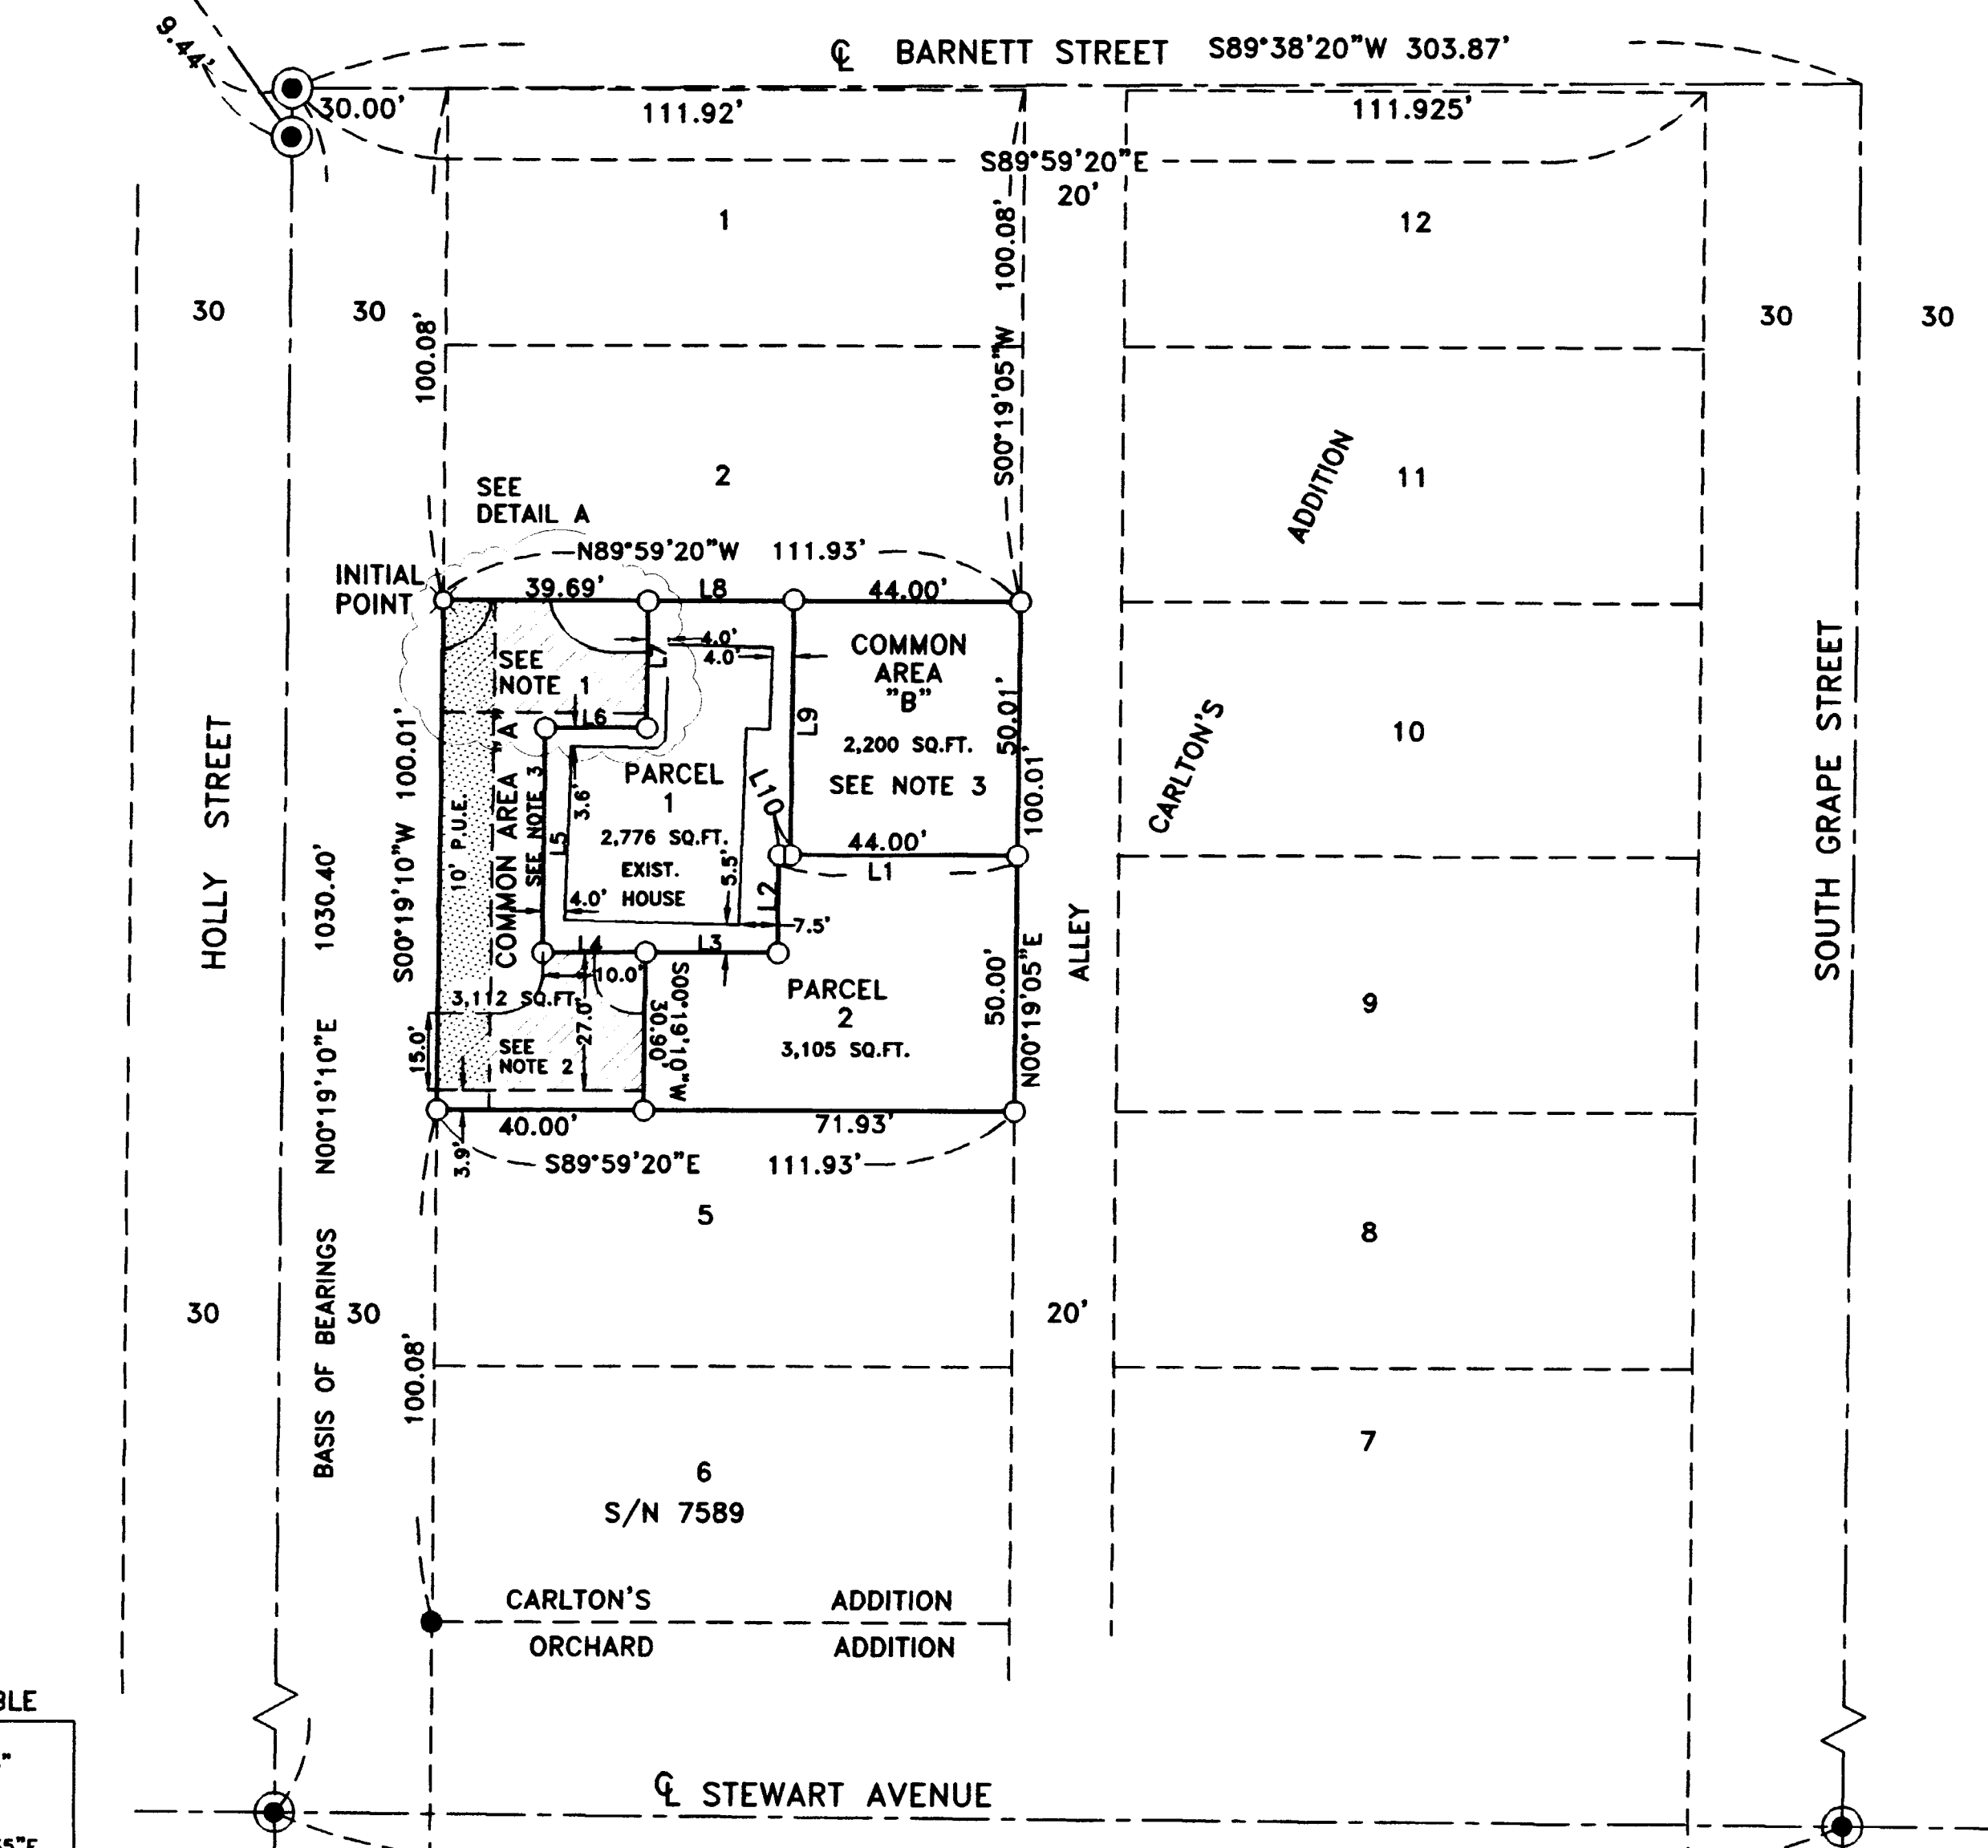 9.44'
℄ BARNETT STREET S89°38'20"W 303.87'
30.00'
111.92'
111.925'
S89°59'20"E
20'
1
12
100.08'
S00°19'05"W 100.08'
30
30
30
30
2
11
ADDITION
SEE
DETAIL A
N89°59'20"W 111.93'
INITIAL
POINT
39.69'
L8
44.00'
4.0'
4.0'
L7
SEE
NOTE 1
L6
COMMON
AREA
"B"
2,200 SQ.FT.
SEE NOTE 3
50.01'
100.01'
L9
10
CARLTON'S
SOUTH GRAPE STREET
HOLLY STREET
S00°19'10"W 100.01'
10' P.U.E.
COMMON AREA "A"
SEE NOTE 3
L5
3.6'
PARCEL
1
2,776 SQ.FT.
EXIST.
HOUSE
L10
5.5'
L2
44.00'
L1
4.0'
7.5'
L4
L3
10.0'
3,112 SQ.FT.
27.0'
S00°19'10"W
30.90'
PARCEL
2
3,105 SQ.FT.
50.00'
N00°19'05"E
ALLEY
9
15.0'
SEE
NOTE 2
40.00'
71.93'
3.9'
S89°59'20"E 111.93'
BASIS OF BEARINGS N00°19'10"E 1030.40'
5
8
30
30
20'
100.08'
7
6
S/N 7589
CARLTON'S ADDITION
ORCHARD ADDITION
BLE
"
℄ STEWART AVENUE
5"E